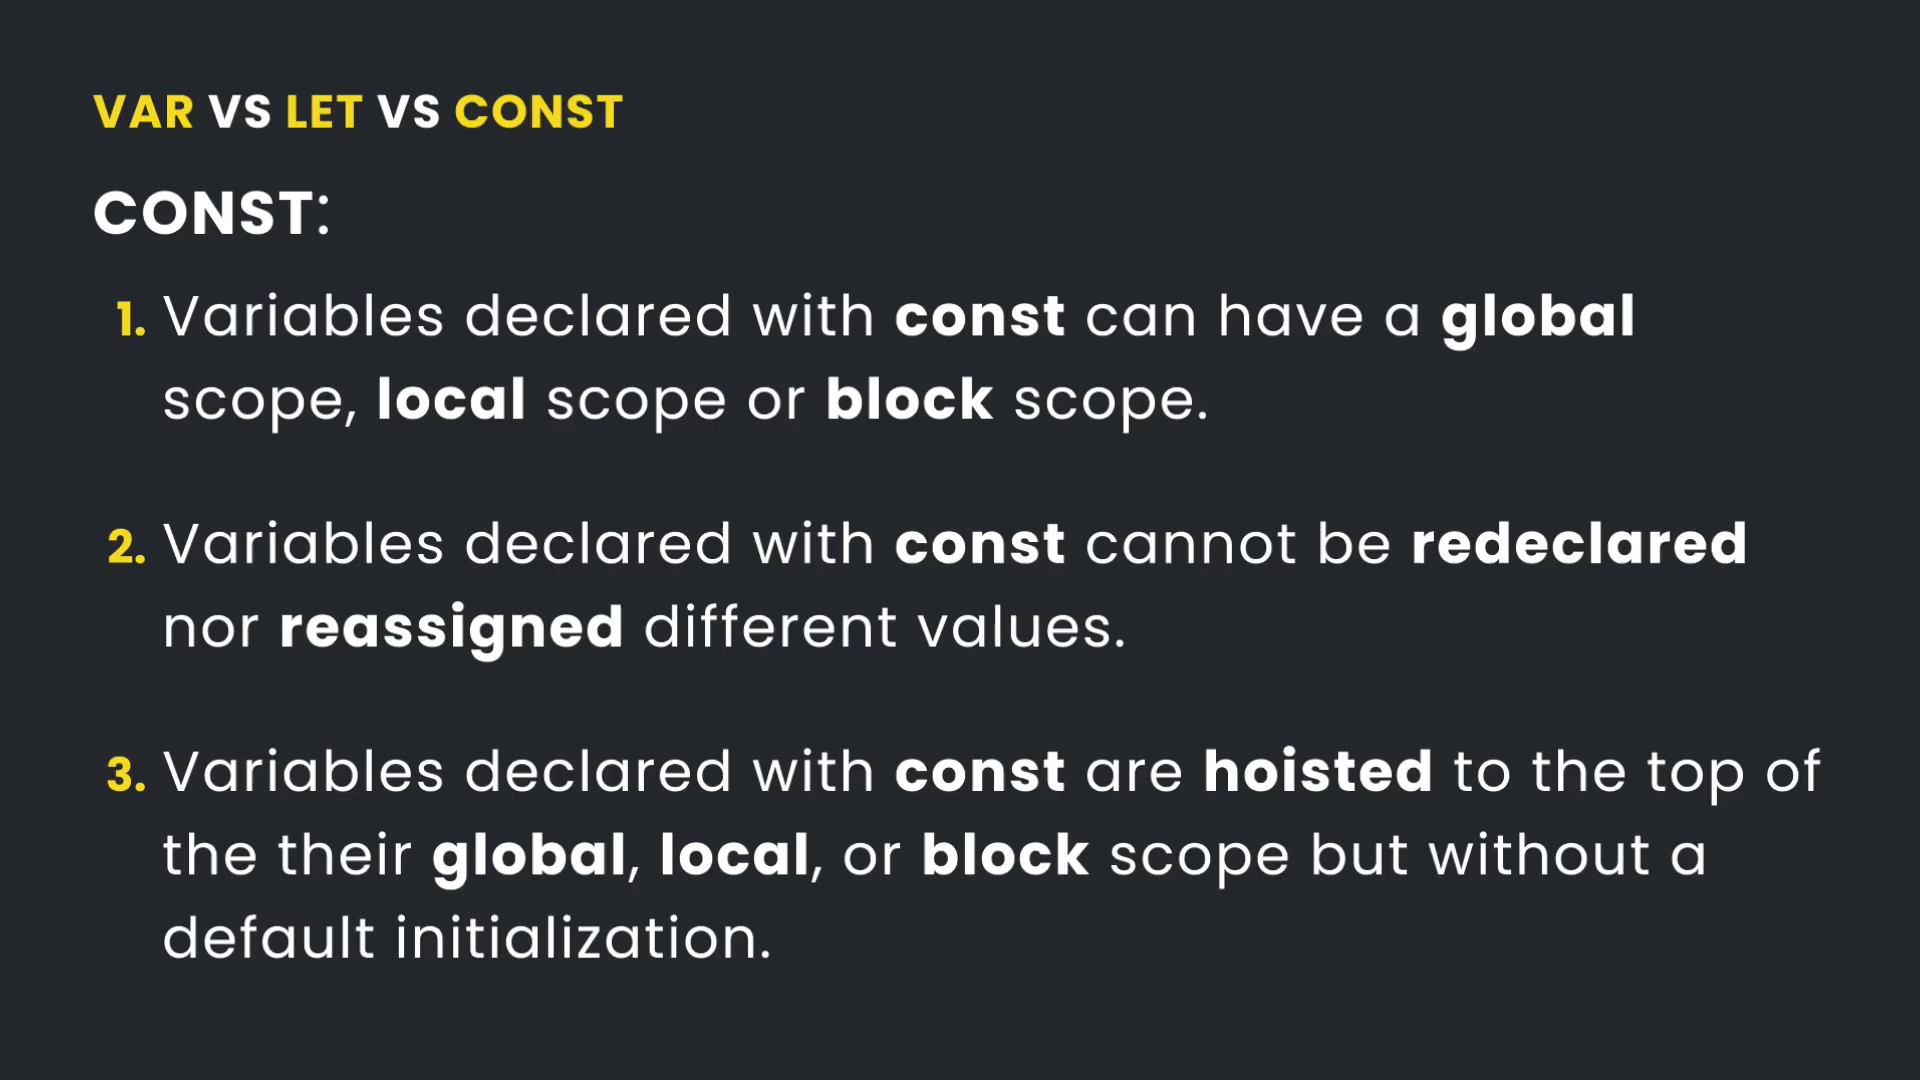 VAR VS LET VS CONST
CONST:
1. Variables declared with const can have a global
scope, local scope or block scope.
2. Variables declared with const cannot be redeclared
nor reassigned different values.
3. Variables declared with const are hoisted to the top of
the their global, local, or block scope but without a
default initialization.